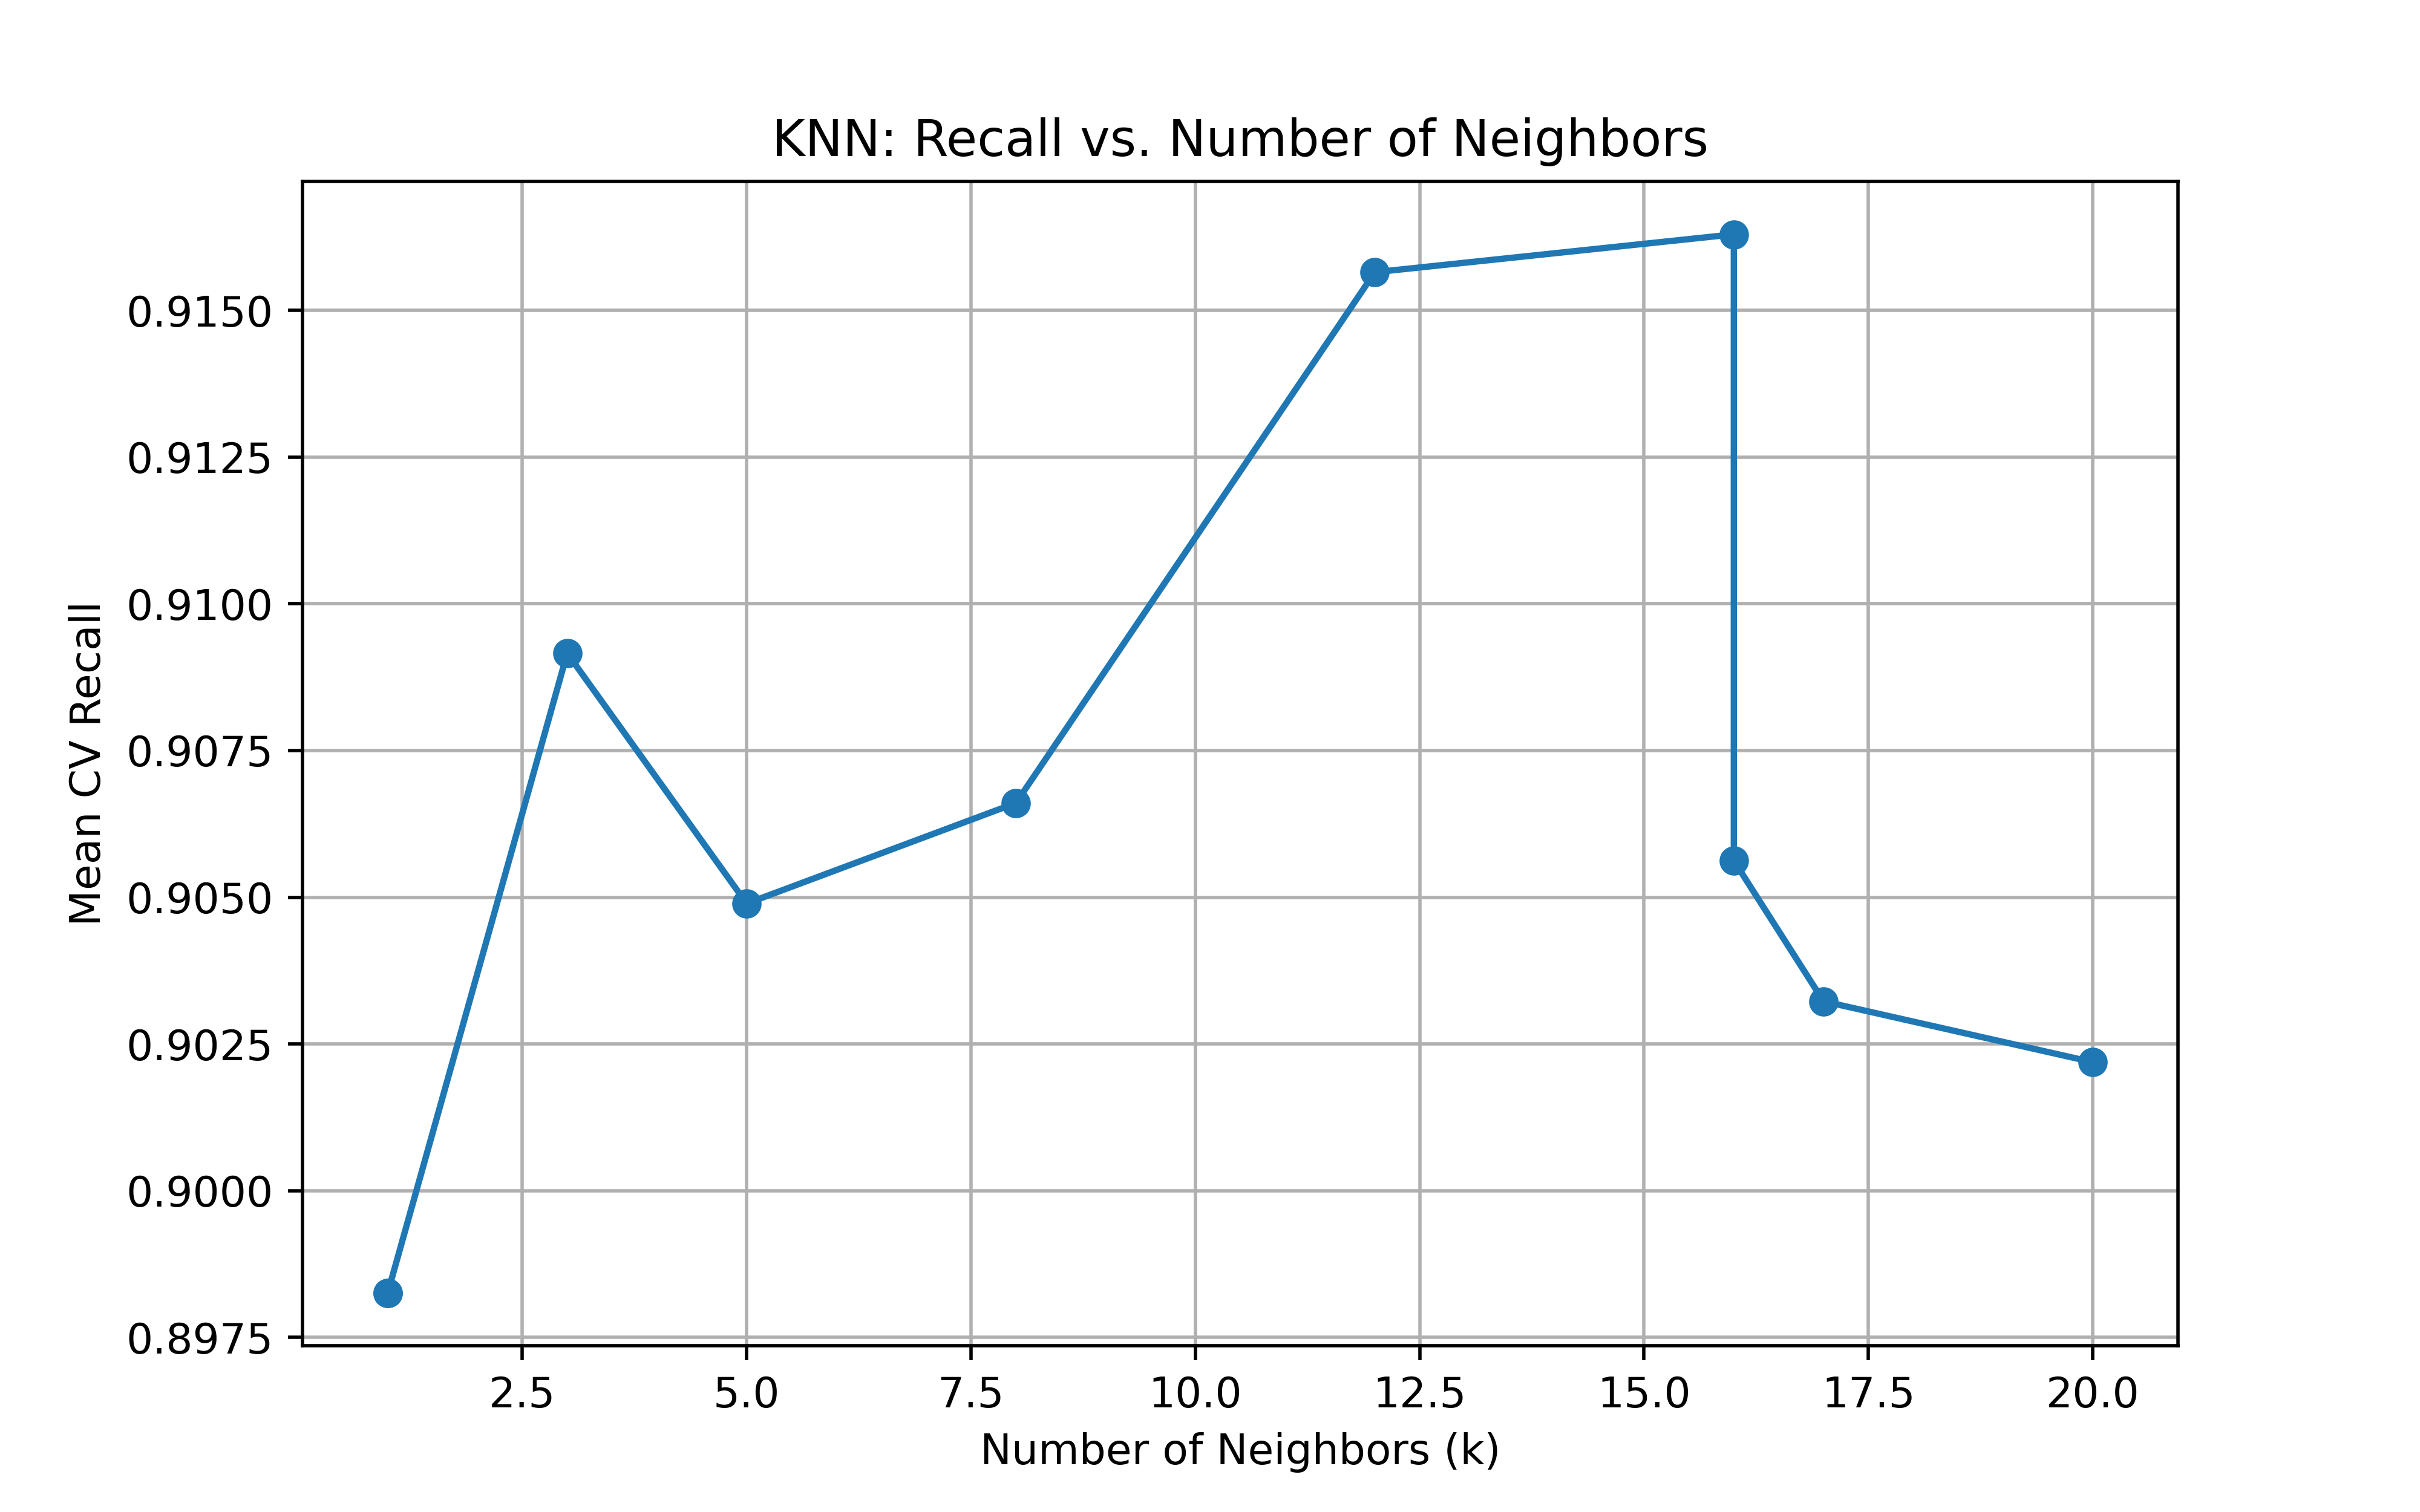 KNN: Recall vs. Number of Neighbors
Mean CV Recall
0.9150
0.9125
0.9100
0.9075
0.9050
0.9025
0.9000
0.8975
2.5 5.0 7.5 10.0 12.5 15.0 17.5 20.0
Number of Neighbors (k)